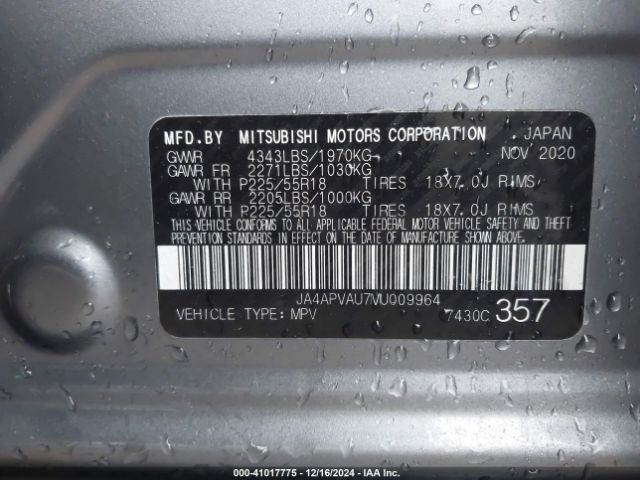 MFD.BY MITSUBISHI MOTORS CORPORATION JAPAN
GVWR 4343LBS/1970KG NOV 2020
GAWR FR 2271LBS/1030KG
WITH P225/55R18 TIRES 18X7.0J RIMS
GAWR RR 2205LBS/1000KG
WITH P225/55R18 TIRES 18X7.0J RIMS
THIS VEHICLE CONFORMS TO ALL APPLICABLE FEDERAL MOTOR VEHICLE SAFETY AND THEFT
PREVENTION STANDARDS IN EFFECT ON THE DATE OF MANUFACTURE SHOWN ABOVE.
JA4APVAU7MU009964
VEHICLE TYPE:MPV 7430C 357
000-41017775 - 12/16/2024 - IAA Inc.